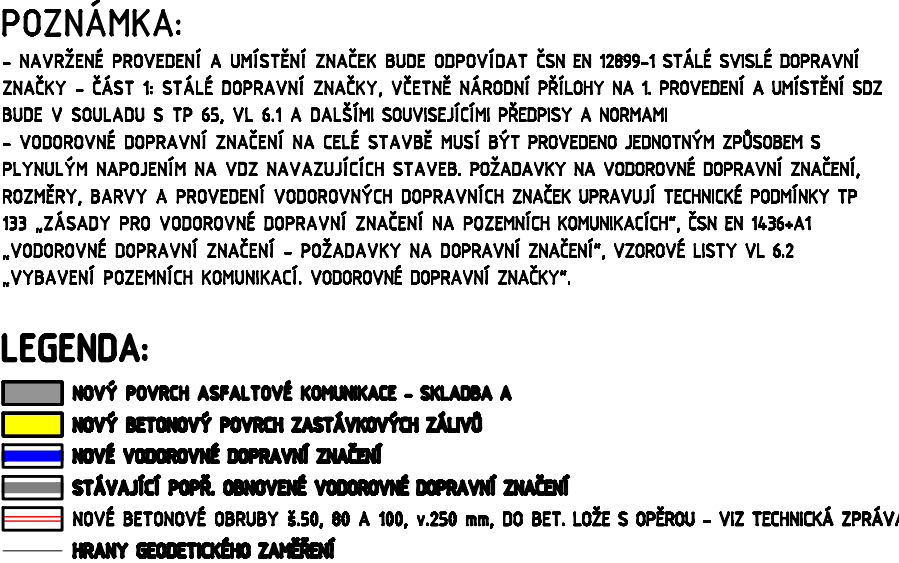 POZNÁMKA:
- NAVRŽENÉ PROVEDENÍ A UMÍSTĚNÍ ZNAČEK BUDE ODPOVÍDAT ČSN EN 12899-1 STÁLÉ SVISLÉ DOPRAVNÍ
ZNAČKY - ČÁST 1: STÁLÉ DOPRAVNÍ ZNAČKY, VČETNĚ NÁRODNÍ PŘÍLOHY NA 1. PROVEDENÍ A UMÍSTĚNÍ SDZ
BUDE V SOULADU S TP 65, VL 6.1 A DALŠÍMI SOUVISEJÍCÍMI PŘEDPISY A NORMAMI
- VODOROVNÉ DOPRAVNÍ ZNAČENÍ NA CELÉ STAVBĚ MUSÍ BÝT PROVEDENO JEDNOTNÝM ZPŮSOBEM S
PLYNULÝM NAPOJENÍM NA VDZ NAVAZUJÍCÍCH STAVEB. POŽADAVKY NA VODOROVNÉ DOPRAVNÍ ZNAČENÍ,
ROZMĚRY, BARVY A PROVEDENÍ VODOROVNÝCH DOPRAVNÍCH ZNAČEK UPRAVUJÍ TECHNICKÉ PODMÍNKY TP
133 „ZÁSADY PRO VODOROVNÉ DOPRAVNÍ ZNAČENÍ NA POZEMNÍCH KOMUNIKACÍCH“, ČSN EN 1436+A1
„VODOROVNÉ DOPRAVNÍ ZNAČENÍ - POŽADAVKY NA DOPRAVNÍ ZNAČENÍ“, VZOROVÉ LISTY VL 6.2
„VYBAVENÍ POZEMNÍCH KOMUNIKACÍ. VODOROVNÉ DOPRAVNÍ ZNAČKY“.
LEGENDA:
NOVÝ POVRCH ASFALTOVÉ KOMUNIKACE - SKLADBA A
NOVÝ BETONOVÝ POVRCH ZASTÁVKOVÝCH ZÁLIVŮ
NOVÉ VODOROVNÉ DOPRAVNÍ ZNAČENÍ
STÁVAJÍCÍ POPŘ. OBNOVENÉ VODOROVNÉ DOPRAVNÍ ZNAČENÍ
NOVÉ BETONOVÉ OBRUBY š.50, 80 A 100, v.250 mm, DO BET. LOŽE S OPĚROU - VIZ TECHNICKÁ ZPRÁVA
HRANY GEODETICKÉHO ZAMĚŘENÍ